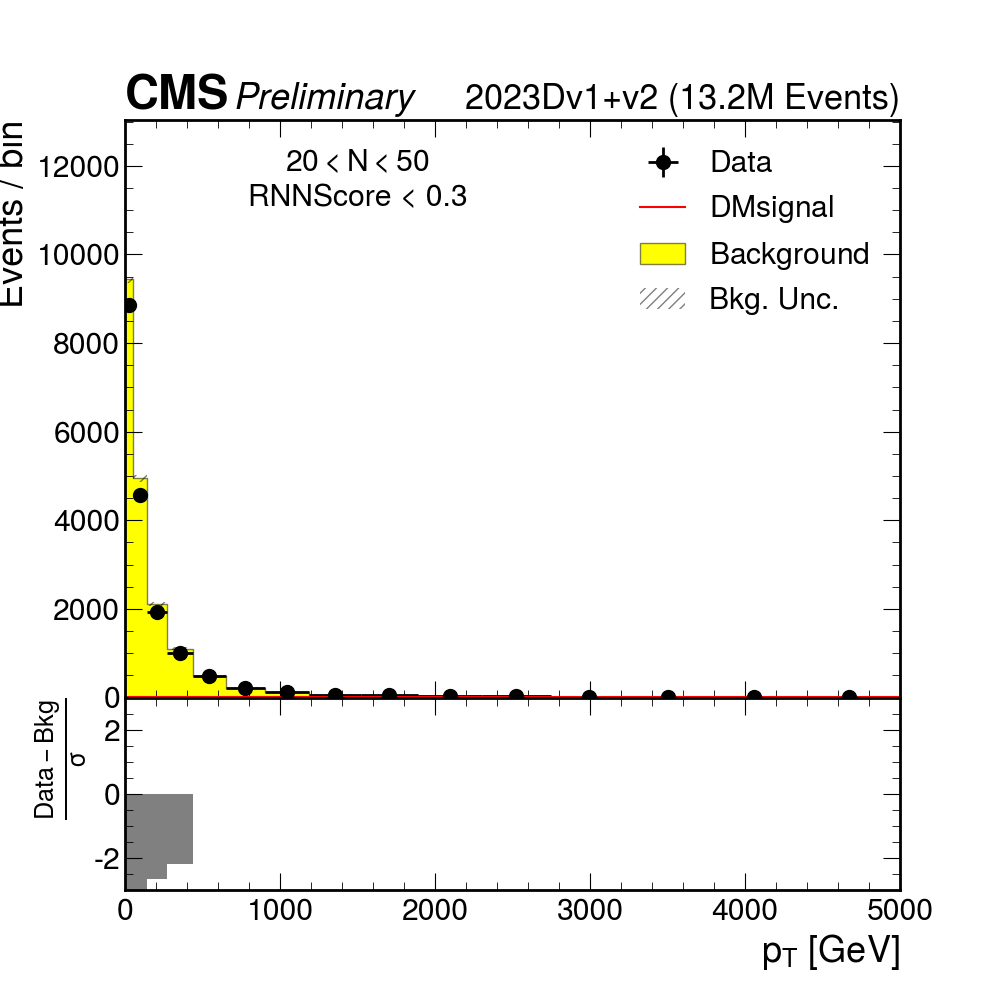 CMS Preliminary 2023Dv1+v2 (13.2M Events)
Events / bin
20 < N < 50
RNNScore < 0.3
Data
DMsignal
Background
Bkg. Unc.
12000
10000
8000
6000
4000
2000
0
Data – Bkg
σ
2
0
-2
0 1000 2000 3000 4000 5000
pT [GeV]